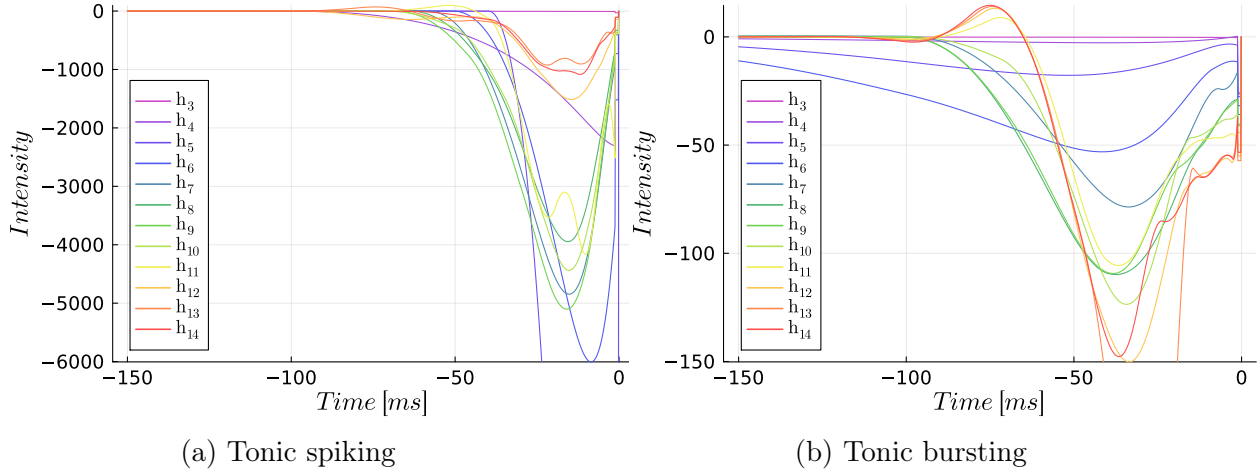 0
−1000
−2000
−3000
−4000
−5000
−6000
Intensity
h₃
h₄
h₅
h₆
h₇
h₈
h₉
h₁₀
h₁₁
h₁₂
h₁₃
h₁₄
−150
−100
−50
0
Time [ms]
(a) Tonic spiking
0
−50
−100
−150
Intensity
h₃
h₄
h₅
h₆
h₇
h₈
h₉
h₁₀
h₁₁
h₁₂
h₁₃
h₁₄
−150
−100
−50
0
Time [ms]
(b) Tonic bursting